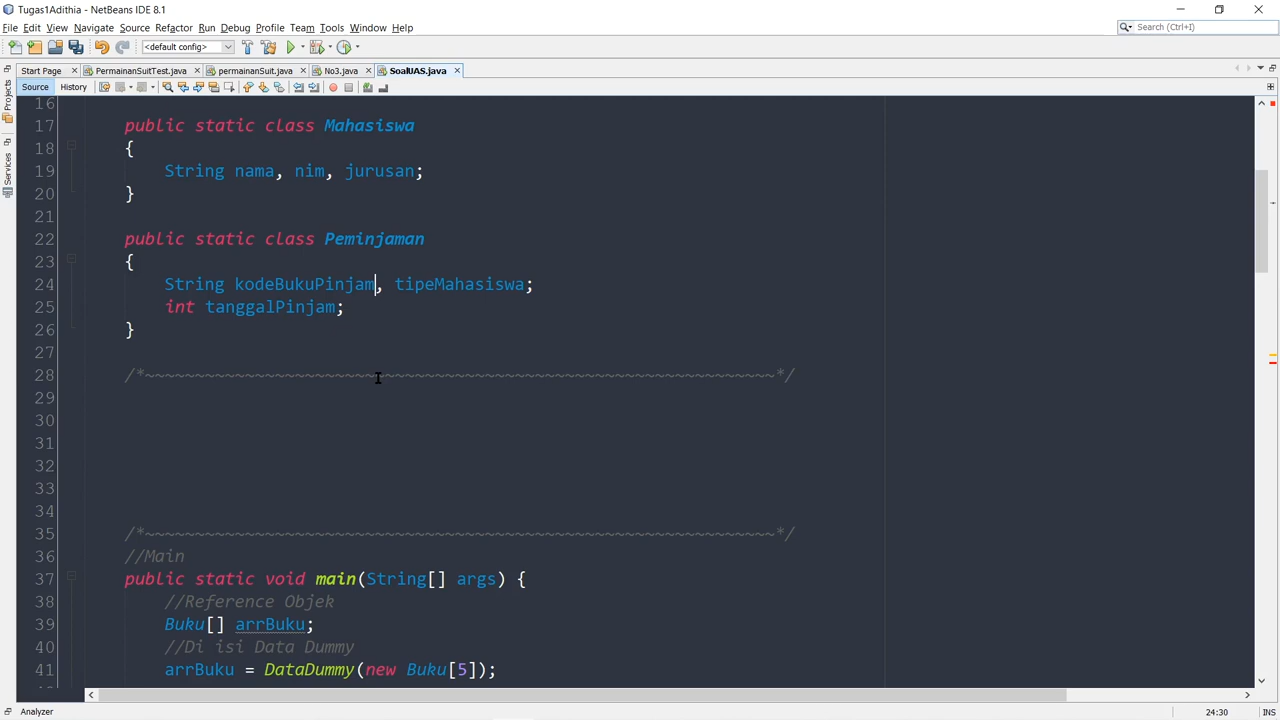 Tugas1Adithia - NetBeans IDE 8.1
File Edit View Navigate Source Refactor Run Debug Profile Team Tools Window Help
Search (Ctrl+I)
<default config>
Start Page PermainanSuitTest.java permainanSuit.java No3.java SoalUAS.java
Source History
Projects
Services
16
17 public static class Mahasiswa
18 {
19 String nama, nim, jurusan;
20 }
21
22 public static class Peminjaman
23 {
24 String kodeBukuPinjam, tipeMahasiswa;
25 int tanggalPinjam;
26 }
27
28 /*~~~~~~~~~~~~~~~~~~~~~~~~~~~~~~~~~~~~~~~~~~~~~~~~~~~~~~~~~~~~~~~*/
29
30
31
32
33
34
35 /*~~~~~~~~~~~~~~~~~~~~~~~~~~~~~~~~~~~~~~~~~~~~~~~~~~~~~~~~~~~~~~~*/
36 //Main
37 public static void main(String[] args) {
38 //Reference Objek
39 Buku[] arrBuku;
40 //Di isi Data Dummy
41 arrBuku = DataDummy(new Buku[5]);
Analyzer 24:30 INS